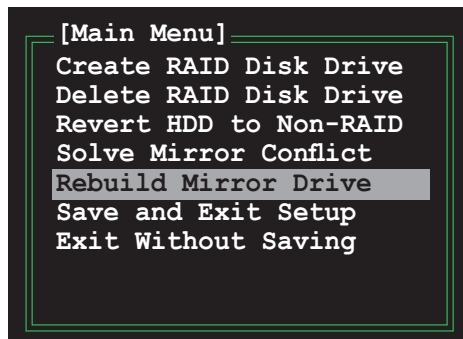 [Main Menu]
Create RAID Disk Drive
Delete RAID Disk Drive
Revert HDD to Non-RAID
Solve Mirror Conflict
Rebuild Mirror Drive
Save and Exit Setup
Exit Without Saving